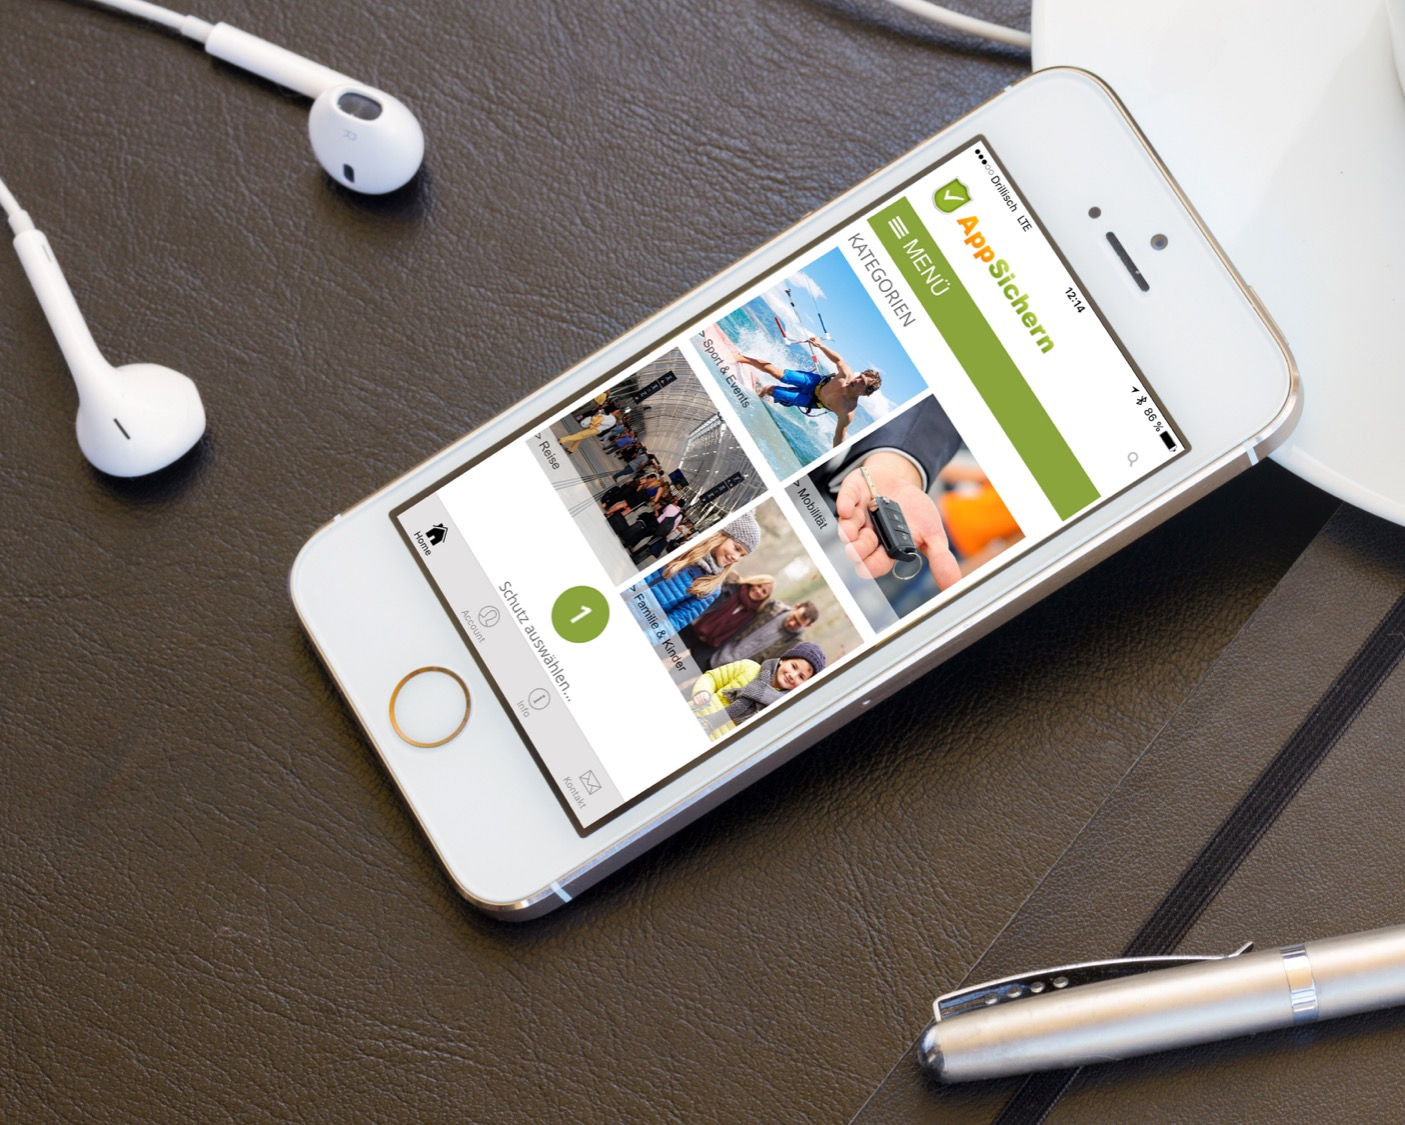 Drillisch LTE 12:14 86 %
AppSichern
MENÜ
KATEGORIEN
> Sport & Events
> Mobilität
> Reise
> Familie & Kinder
1
Schutz auswählen...
Home
Account
Info
Kontakt
R